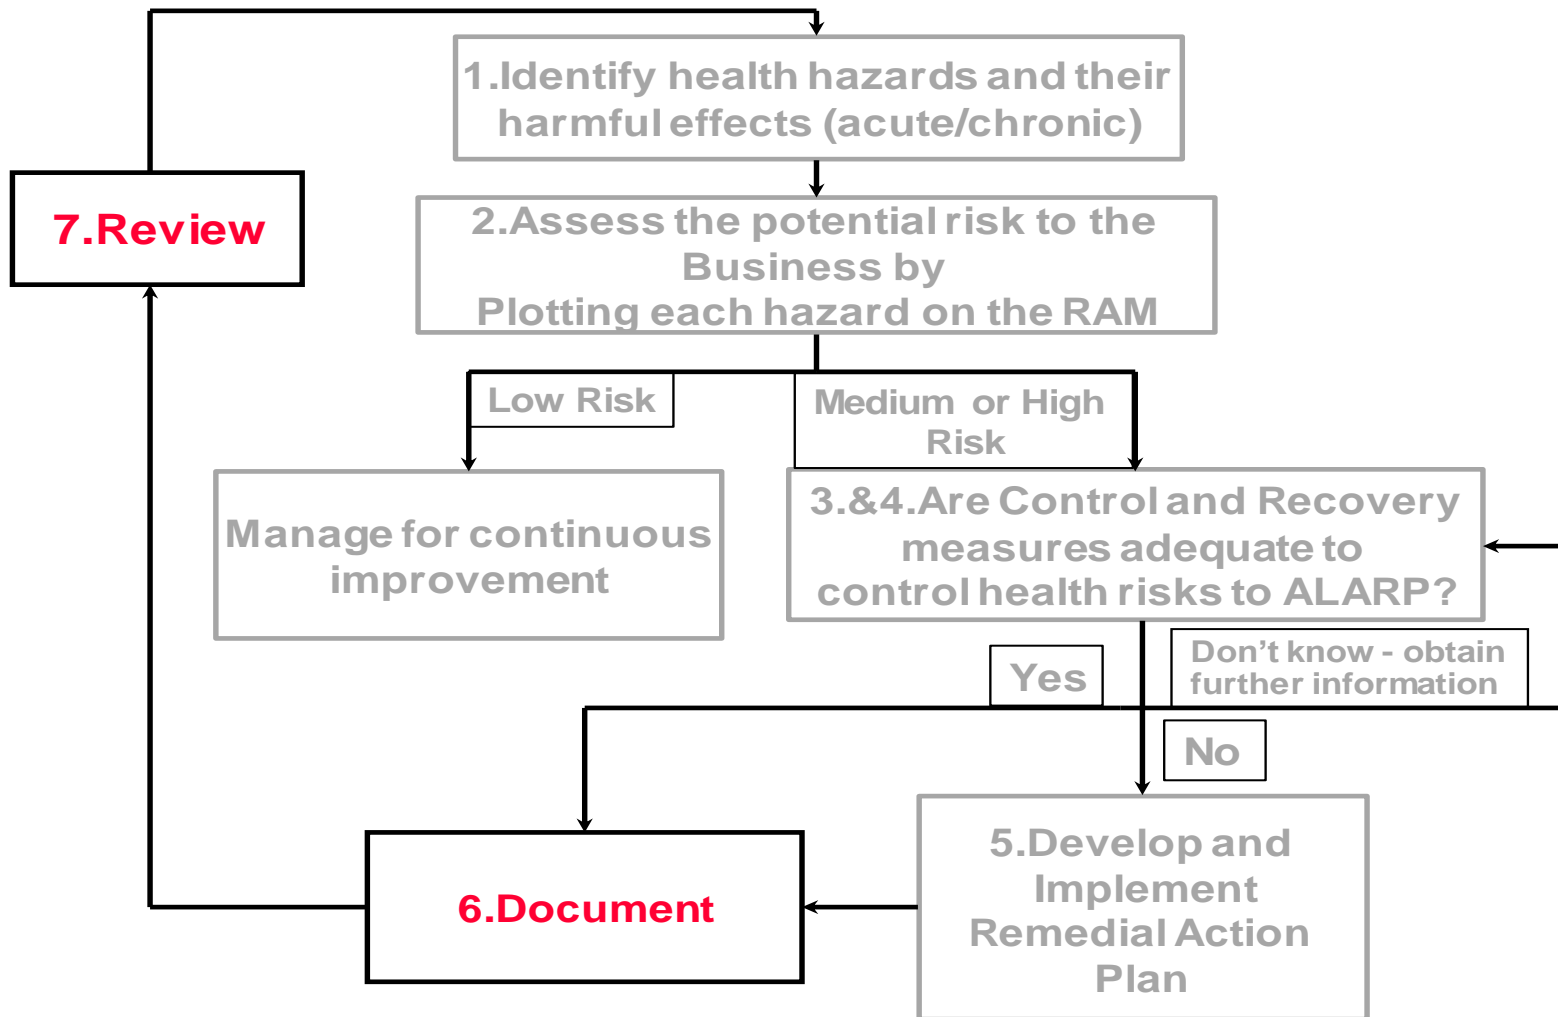 1.Identify health hazards and their
harmful effects (acute/chronic)
7.Review
2.Assess the potential risk to the
Business by
Plotting each hazard on the RAM
Low Risk
Medium or High
Risk
Manage for continuous
improvement
3.&4.Are Control and Recovery
measures adequate to
control health risks to ALARP?
Yes
Don't know - obtain
further information
No
5.Develop and
Implement
Remedial Action
Plan
6.Document